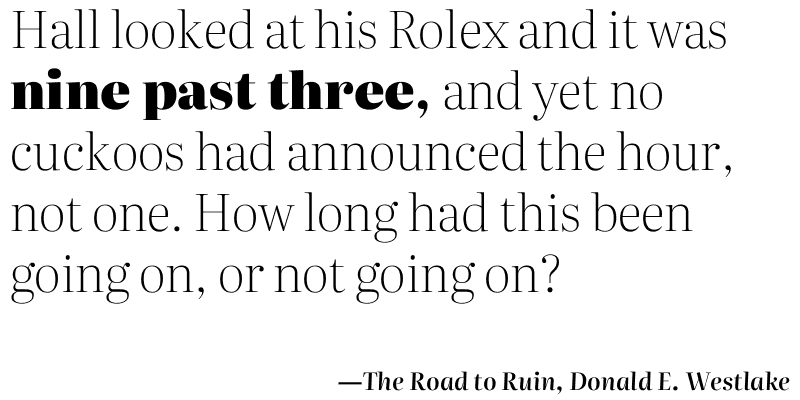 Hall looked at his Rolex and it was
nine past three, and yet no
cuckoos had announced the hour,
not one. How long had this been
going on, or not going on?
—The Road to Ruin, Donald E. Westlake